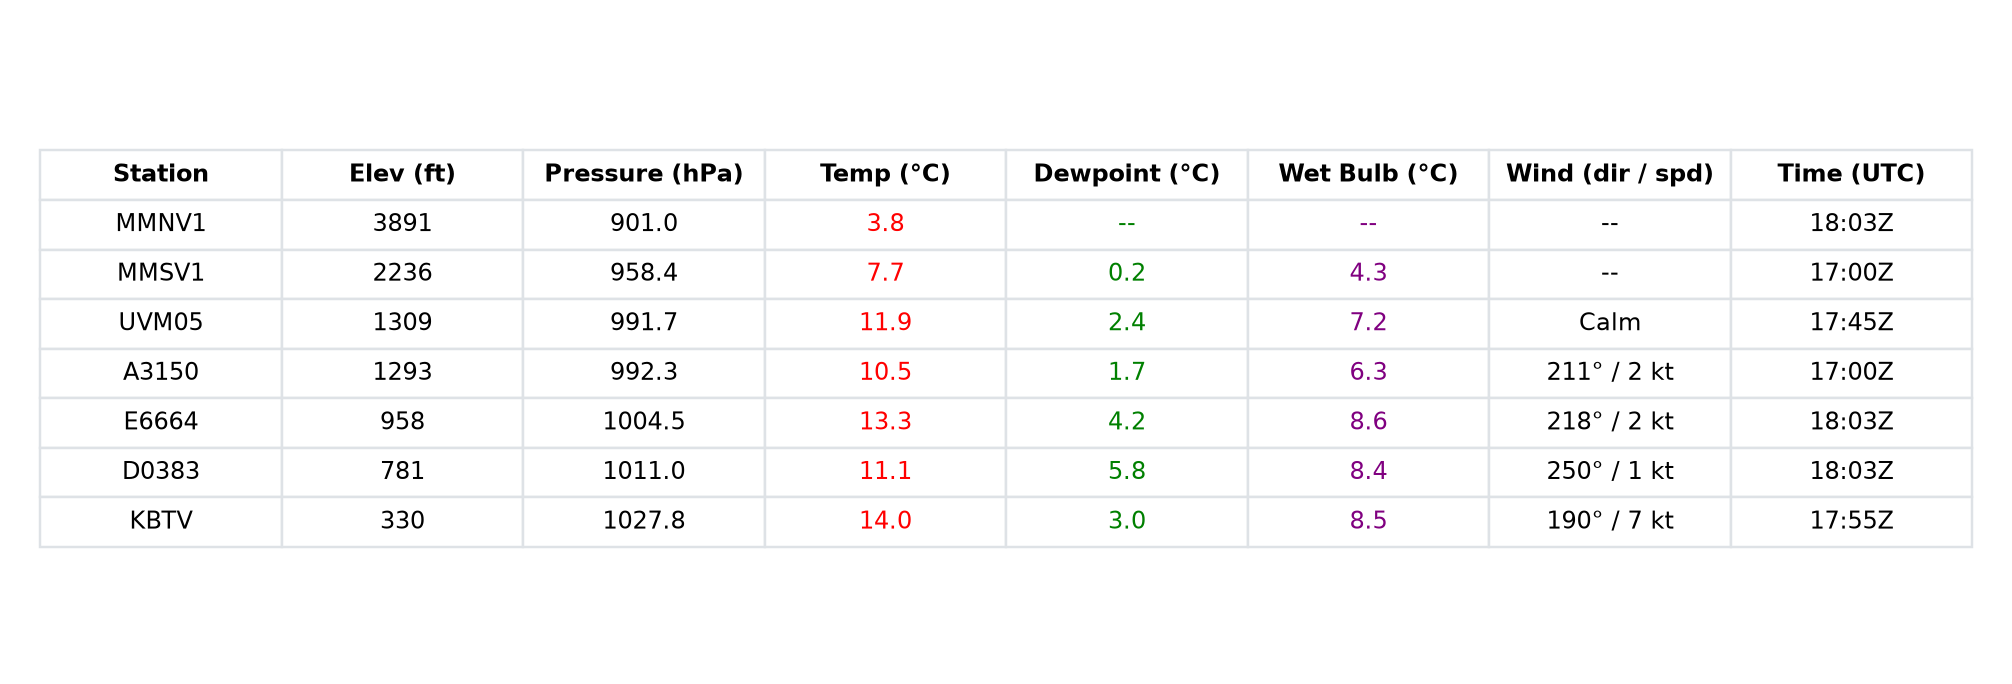 Station Elev (ft) Pressure (hPa) Temp (°C) Dewpoint (°C) Wet Bulb (°C) Wind (dir / spd) Time (UTC)
MMNV1 3891 901.0 3.8 -- -- -- 18:03Z
MMSV1 2236 958.4 7.7 0.2 4.3 -- 17:00Z
UVM05 1309 991.7 11.9 2.4 7.2 Calm 17:45Z
A3150 1293 992.3 10.5 1.7 6.3 211° / 2 kt 17:00Z
E6664 958 1004.5 13.3 4.2 8.6 218° / 2 kt 18:03Z
D0383 781 1011.0 11.1 5.8 8.4 250° / 1 kt 18:03Z
KBTV 330 1027.8 14.0 3.0 8.5 190° / 7 kt 17:55Z